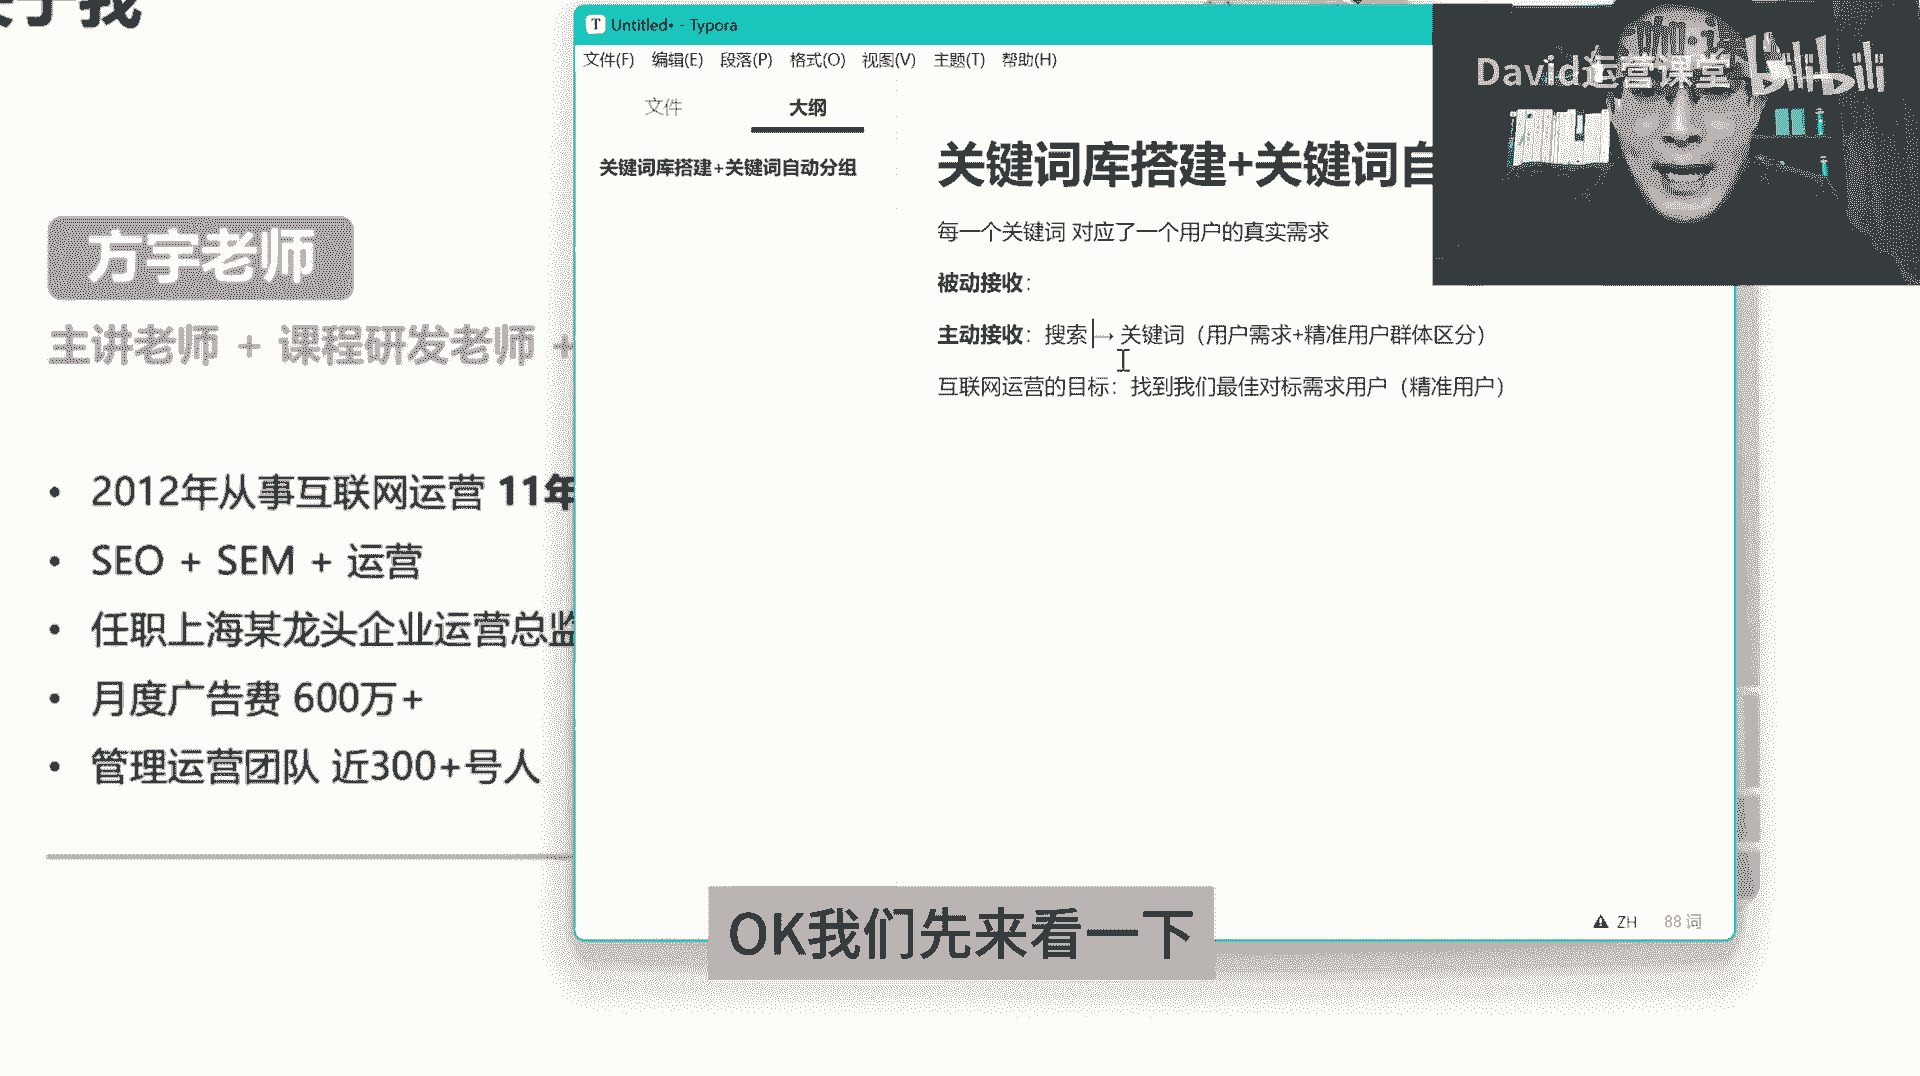 关于我
方宇老师
主讲老师 + 课程研发老师 +
• 2012年从事互联网运营 11年
• SEO + SEM + 运营
• 任职上海某龙头企业运营总监
• 月度广告费 600万+
• 管理运营团队 近300+号人
Untitled• - Typora
文件(F) 编辑(E) 段落(P) 格式(O) 视图(V) 主题(T) 帮助(H)
文件 大纲
关键词库搭建+关键词自动分组
关键词库搭建+关键词自
每一个关键词 对应了一个用户的真实需求
被动接收：
主动接收：搜索 → 关键词（用户需求+精准用户群体区分）
互联网运营的目标：找到我们最佳对标需求用户（精准用户）
ZH 88 词
David运营课堂 bilibili
OK我们先来看一下